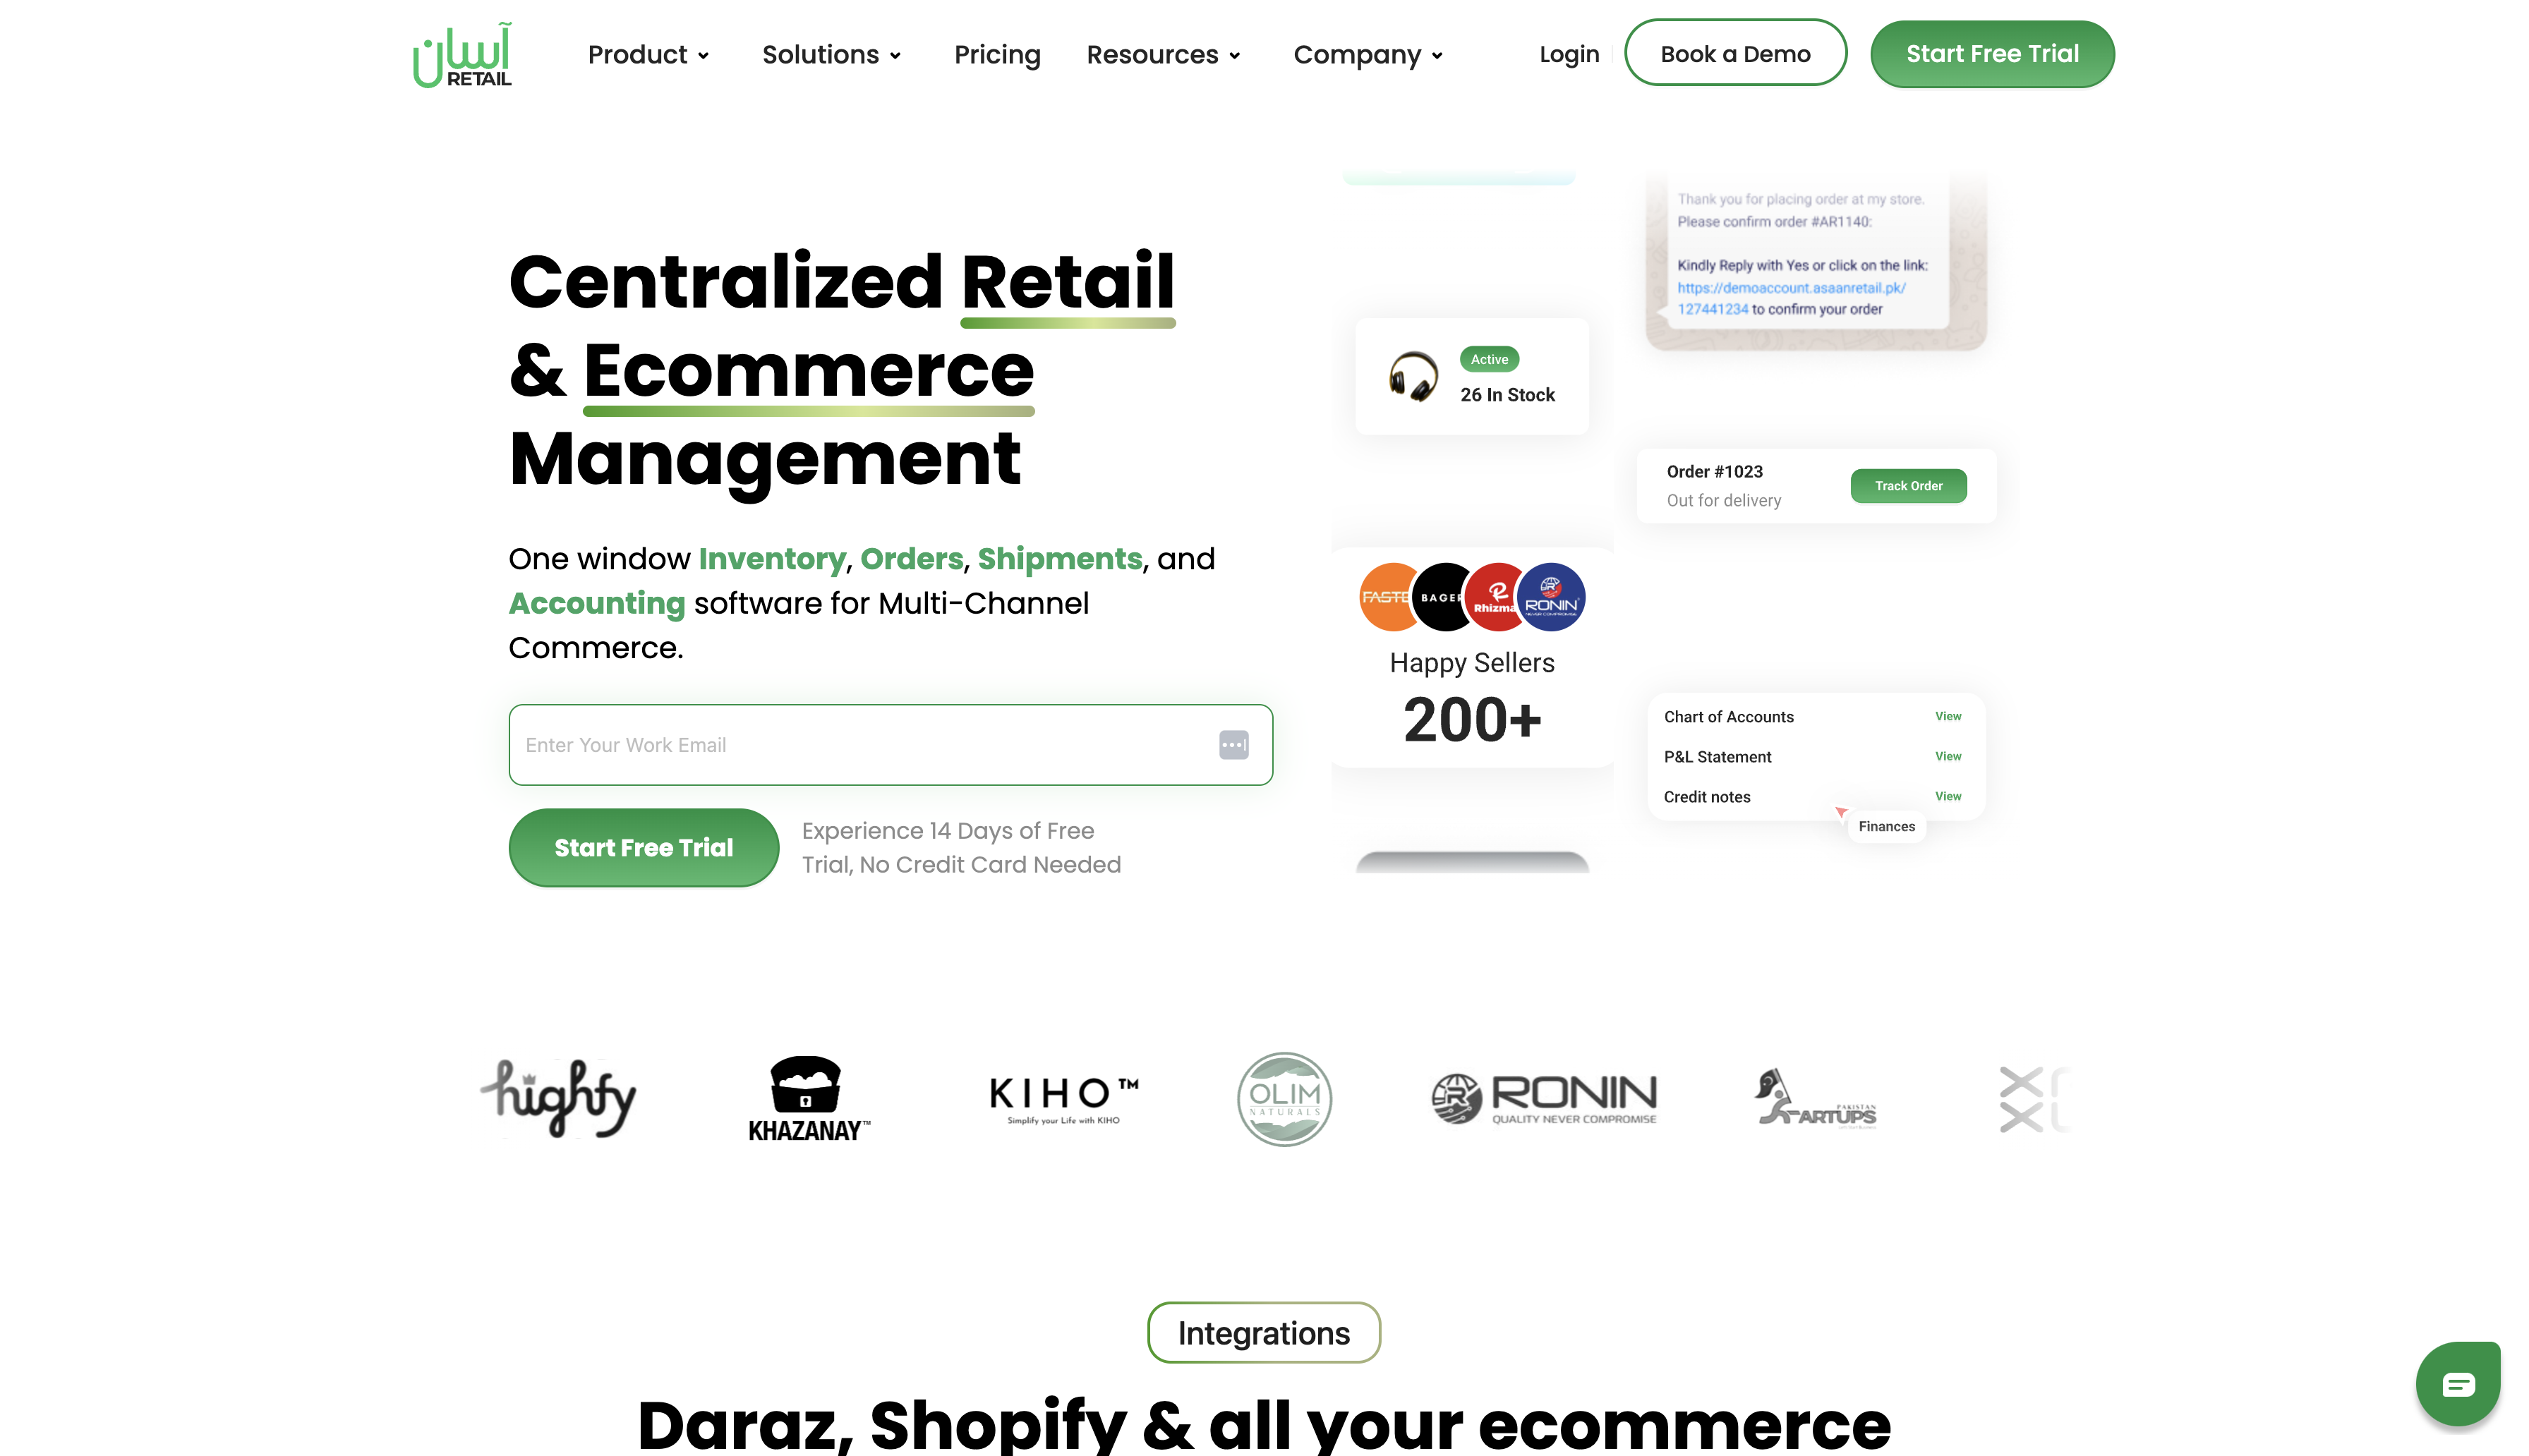 آسان
RETAIL
Product
Solutions
Pricing
Resources
Company
Login
Book a Demo
Start Free Trial
Centralized Retail
& Ecommerce
Management
One window Inventory, Orders, Shipments, and
Accounting software for Multi-Channel
Commerce.
Enter Your Work Email
Start Free Trial
Experience 14 Days of Free
Trial, No Credit Card Needed
Thank you for placing order at my store.
Please confirm order #AR1140:
Kindly Reply with Yes or click on the link:
https://demoaccount.asaanretail.pk/
127441234 to confirm your order
Active
26 In Stock
Order #1023
Out for delivery
Track Order
FASTE
BAGER
Rhizma
RONIN
NEVER COMPROMISE
Happy Sellers
200+
Chart of Accounts
View
P&L Statement
View
Credit notes
View
Finances
highfy
KHAZANAY™
KIHO™
Simplify your Life with KIHO
OLIM
NATURALS
RONIN
QUALITY NEVER COMPROMISE
PAKISTAN
STARTUPS
Integrations
Daraz, Shopify & all your ecommerce